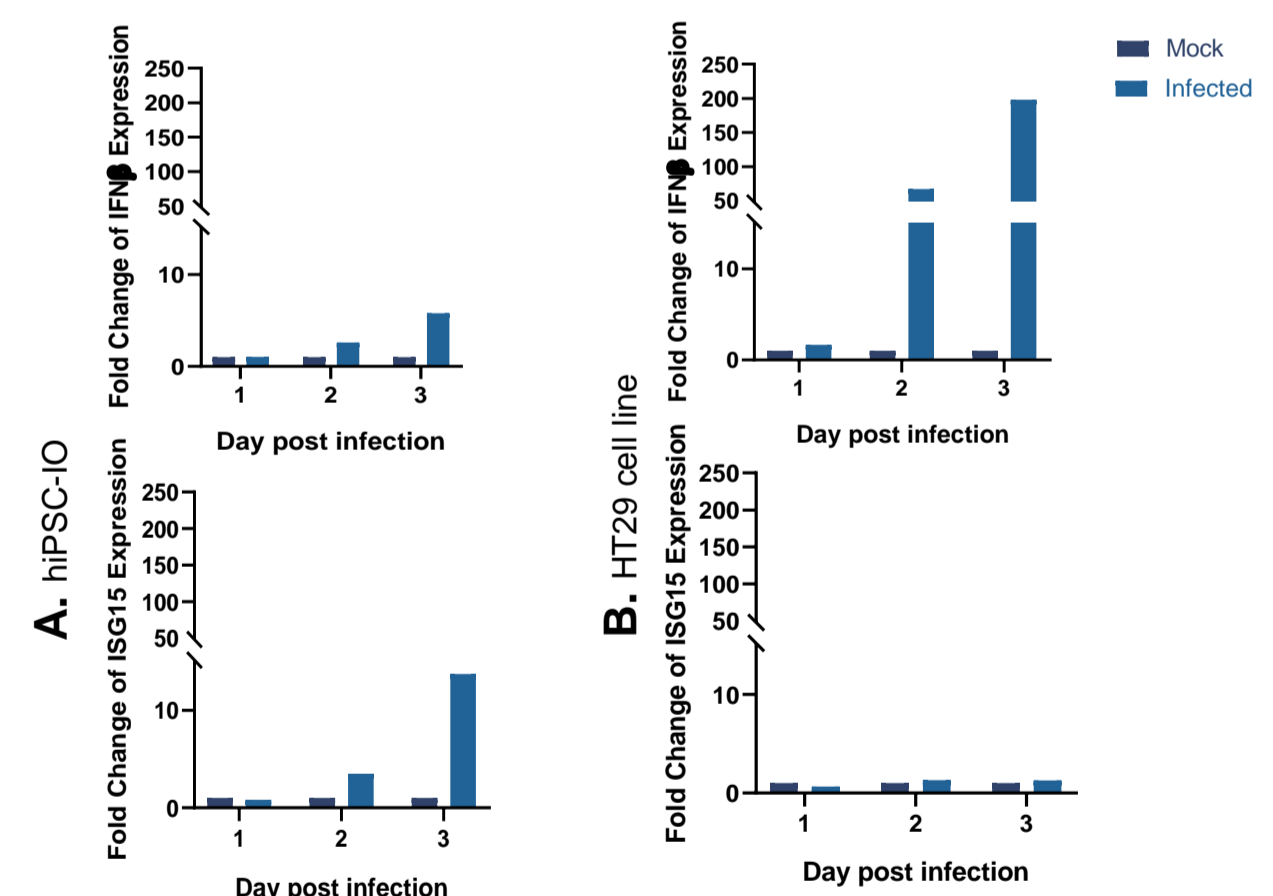 Mock
Infected
A. hiPSC-IO
Fold Change of IFNβ Expression
250
200
150
100
50
10
0
1 2 3
Day post infection
Fold Change of ISG15 Expression
250
200
150
100
50
10
0
1 2 3
Day post infection
B. HT29 cell line
Fold Change of IFNβ Expression
250
200
150
100
50
10
0
1 2 3
Day post infection
Fold Change of ISG15 Expression
250
200
150
100
50
10
0
1 2 3
Day post infection